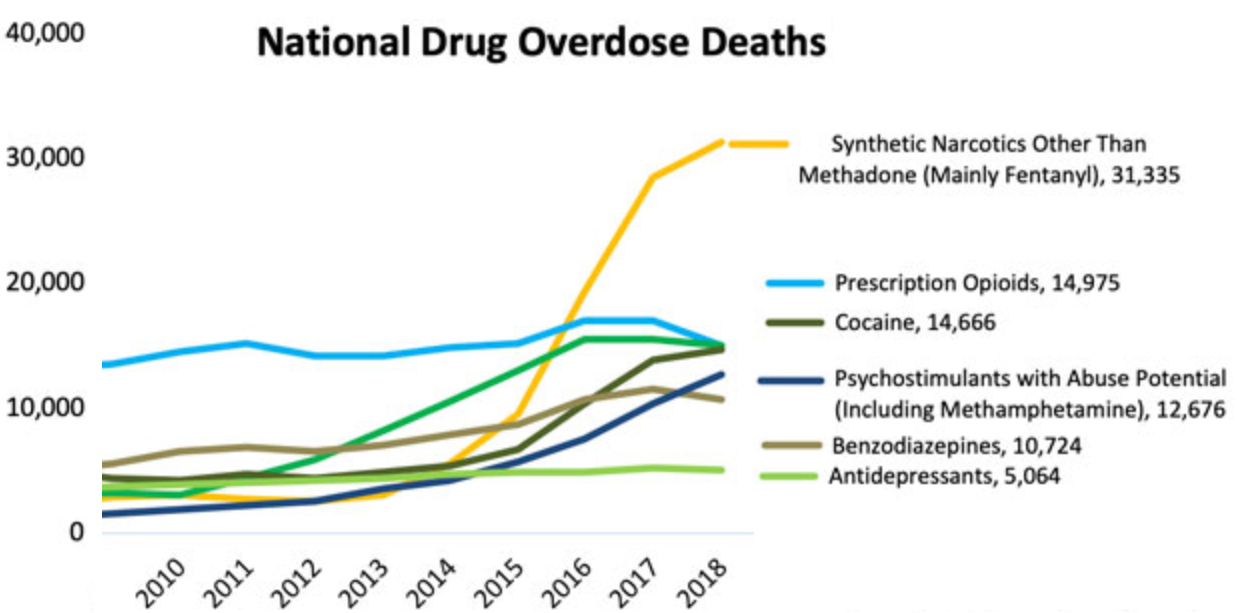 National Drug Overdose Deaths
40,000
30,000
20,000
10,000
0
2010
2011
2012
2013
2014
2015
2016
2017
2018
Synthetic Narcotics Other Than
Methadone (Mainly Fentanyl), 31,335
Prescription Opioids, 14,975
Cocaine, 14,666
Psychostimulants with Abuse Potential
(Including Methamphetamine), 12,676
Benzodiazepines, 10,724
Antidepressants, 5,064